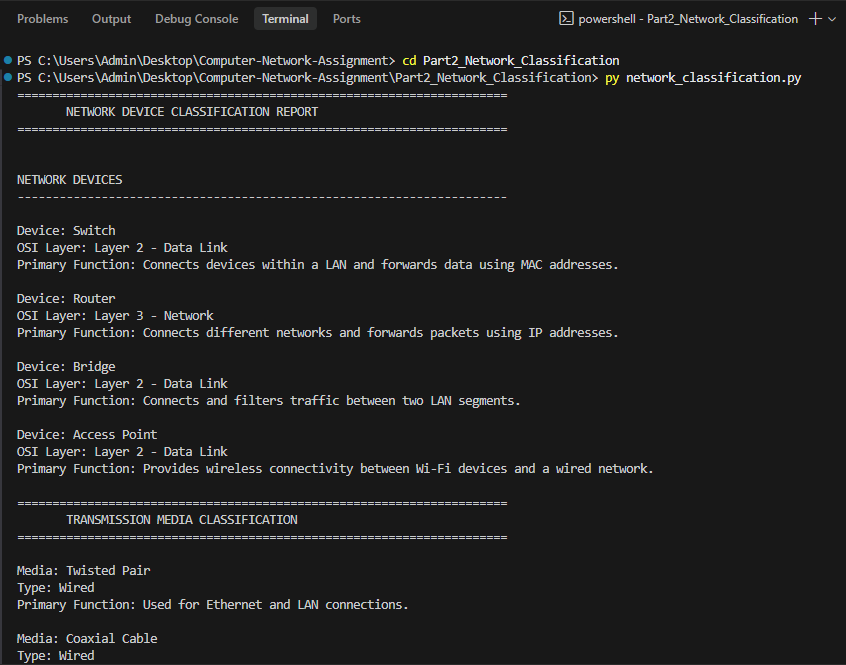 Problems Output Debug Console Terminal Ports powershell - Part2_Network_Classification
PS C:\Users\Admin\Desktop\Computer-Network-Assignment> cd Part2_Network_Classification
PS C:\Users\Admin\Desktop\Computer-Network-Assignment\Part2_Network_Classification> py network_classification.py
======================================================================
NETWORK DEVICE CLASSIFICATION REPORT
======================================================================
NETWORK DEVICES
----------------------------------------------------------------------
Device: Switch
OSI Layer: Layer 2 - Data Link
Primary Function: Connects devices within a LAN and forwards data using MAC addresses.
Device: Router
OSI Layer: Layer 3 - Network
Primary Function: Connects different networks and forwards packets using IP addresses.
Device: Bridge
OSI Layer: Layer 2 - Data Link
Primary Function: Connects and filters traffic between two LAN segments.
Device: Access Point
OSI Layer: Layer 2 - Data Link
Primary Function: Provides wireless connectivity between Wi-Fi devices and a wired network.
======================================================================
TRANSMISSION MEDIA CLASSIFICATION
======================================================================
Media: Twisted Pair
Type: Wired
Primary Function: Used for Ethernet and LAN connections.
Media: Coaxial Cable
Type: Wired